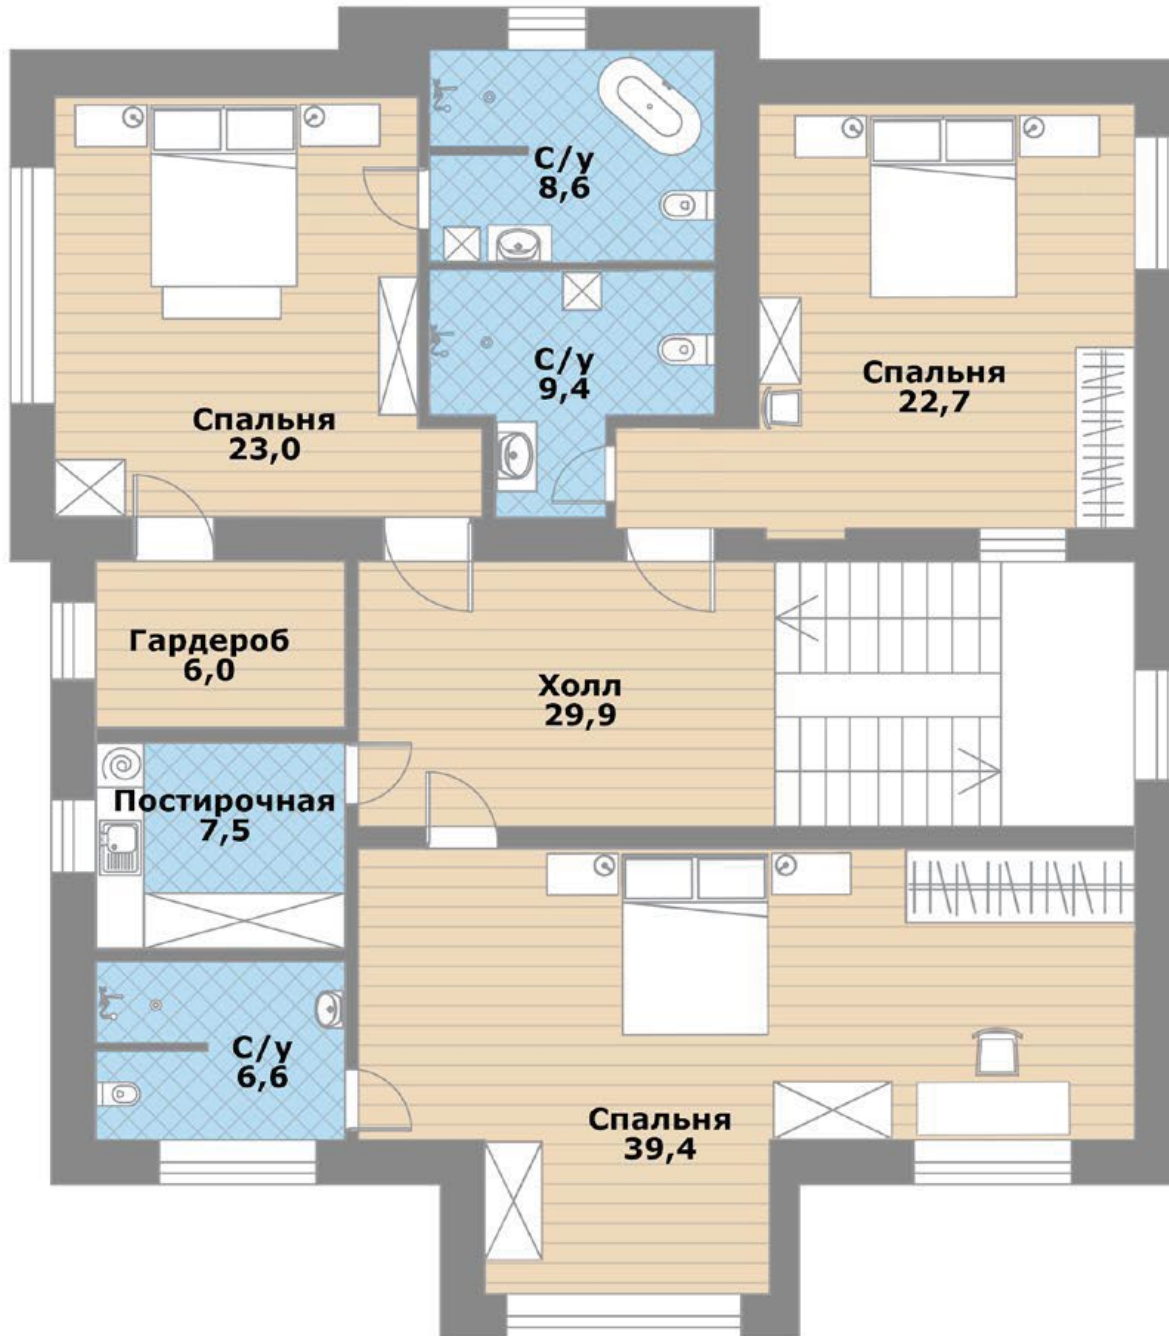 С/у
8,6
С/у
9,4
Спальня
22,7
Спальня
23,0
Гардероб
6,0
Холл
29,9
Постирочная
7,5
С/у
6,6
Спальня
39,4